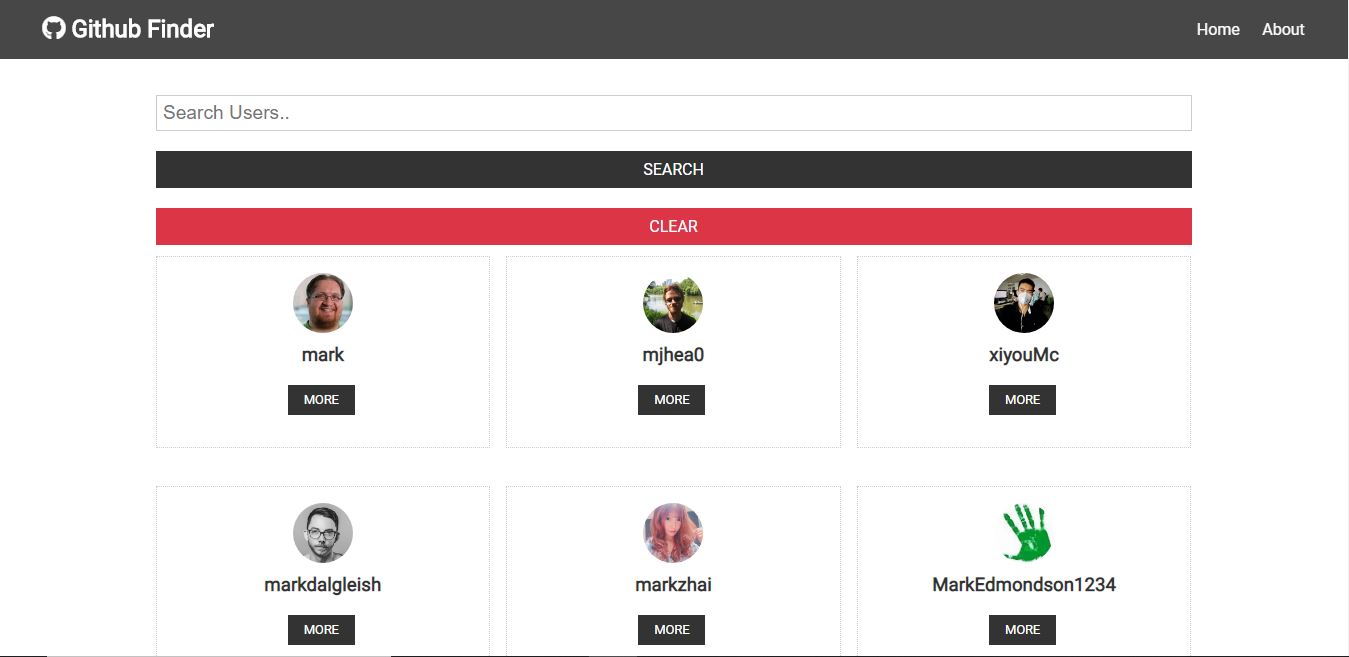 Github Finder
Home
About
Search Users..
SEARCH
CLEAR
mark
mjhea0
xiyouMc
MORE
MORE
MORE
markdalgleish
markzhai
MarkEdmondson1234
MORE
MORE
MORE